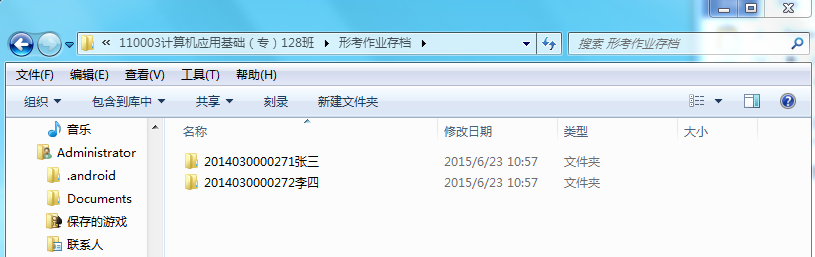 « 110003计算机应用基础（专）128班 ▸ 形考作业存档 ▸
搜索 形考作业存档
文件(F) 编辑(E) 查看(V) 工具(T) 帮助(H)
组织 包含到库中 共享 刻录 新建文件夹
音乐
Administrator
.android
Documents
保存的游戏
联系人
名称 修改日期 类型 大小
2014030000271张三 2015/6/23 10:57 文件夹
2014030000272李四 2015/6/23 10:57 文件夹